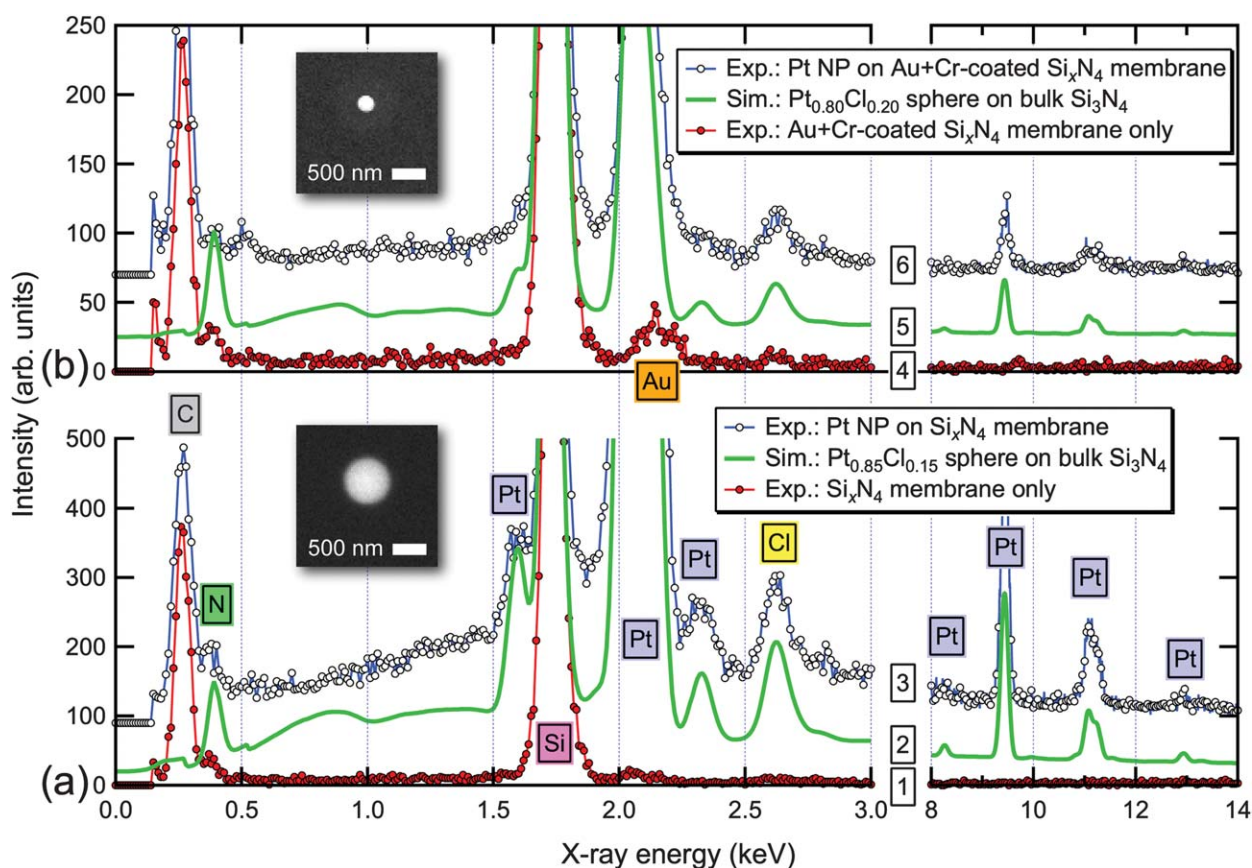 250
200
150
100
50
0
(b)
500 nm
Exp.: Pt NP on Au+Cr-coated SiₓN₄ membrane
Sim.: Pt₀.₈₀Cl₀.₂₀ sphere on bulk Si₃N₄
Exp.: Au+Cr-coated SiₓN₄ membrane only
6
5
4
Au
Intensity (arb. units)
500
400
300
200
100
0
(a)
C
N
500 nm
Pt
Si
Pt
Pt
Cl
Exp.: Pt NP on SiₓN₄ membrane
Sim.: Pt₀.₈₅Cl₀.₁₅ sphere on bulk Si₃N₄
Exp.: SiₓN₄ membrane only
Pt
Pt
Pt
Pt
3
2
1
0.0 0.5 1.0 1.5 2.0 2.5 3.0 8 10 12 14
X-ray energy (keV)